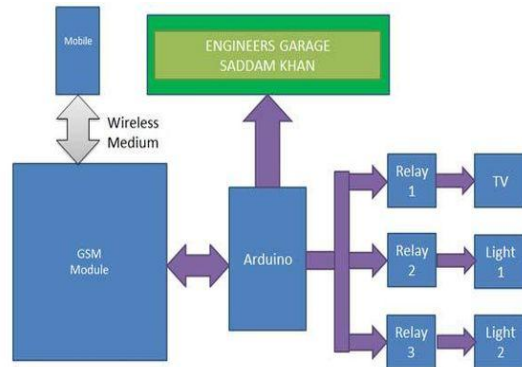 Mobile
ENGINEERS GARAGE
SADDAM KHAN
Wireless
Medium
GSM
Module
Arduino
Relay
1
TV
Relay
2
Light
1
Relay
3
Light
2